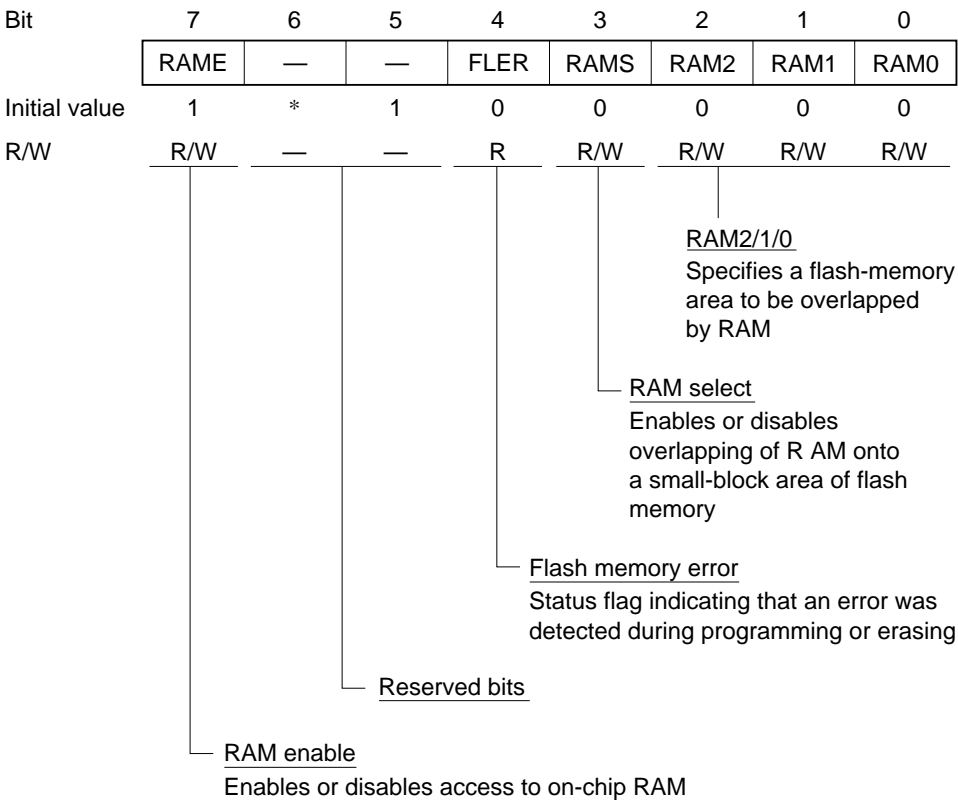 Bit 7 6 5 4 3 2 1 0
RAME — — FLER RAMS RAM2 RAM1 RAM0
Initial value 1 * 1 0 0 0 0 0
R/W R/W — — R R/W R/W R/W R/W
RAM2/1/0
Specifies a flash-memory
area to be overlapped
by RAM
RAM select
Enables or disables
overlapping of R AM onto
a small-block area of flash
memory
Flash memory error
Status flag indicating that an error was
detected during programming or erasing
Reserved bits
RAM enable
Enables or disables access to on-chip RAM